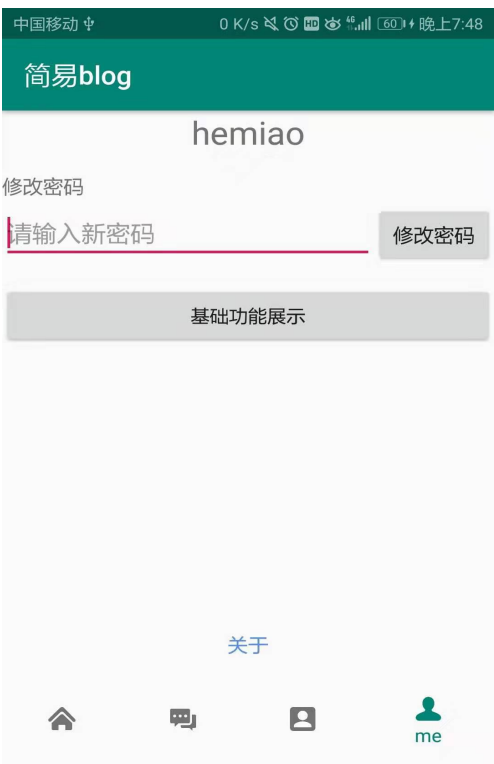 中国移动 0 K/s HD 46 60 晚上7:48
简易blog
hemiao
修改密码
请输入新密码 修改密码
基础功能展示
关于
me